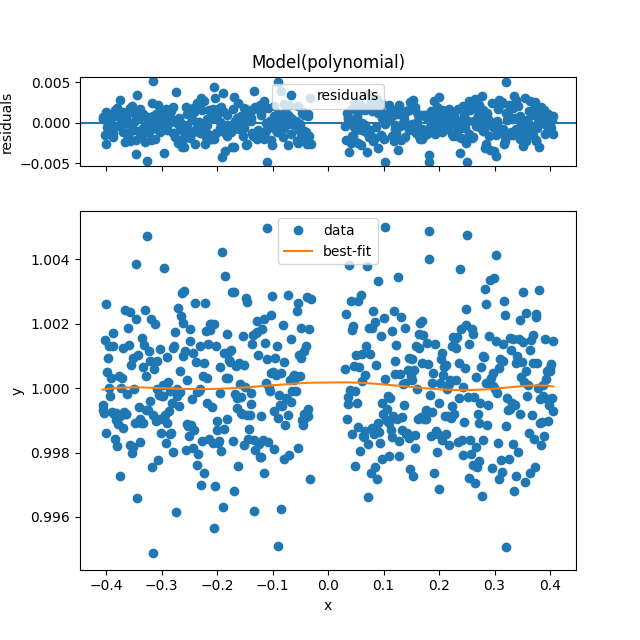 Model(polynomial)
0.005
0.000
−0.005
residuals
residuals
data
best-fit
1.004
1.002
1.000
0.998
0.996
y
−0.4
−0.3
−0.2
−0.1
0.0
0.1
0.2
0.3
0.4
x